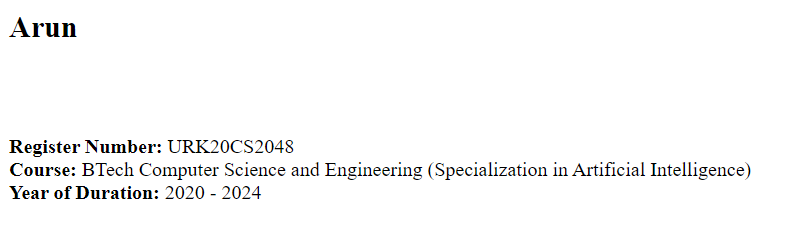 Arun
Register Number: URK20CS2048
Course: BTech Computer Science and Engineering (Specialization in Artificial Intelligence)
Year of Duration: 2020 - 2024